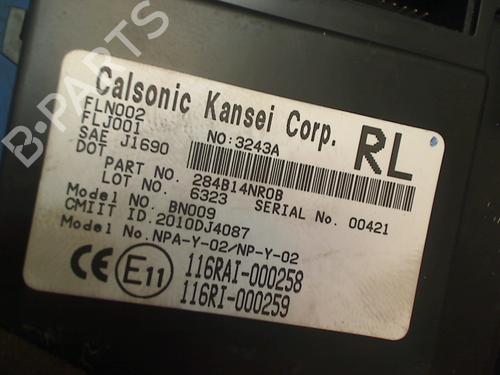 B-PARTS
Calsonic Kansei Corp.
FLN002
FLJ001
SAE J1690
DOT
NO:3243A
RL
PART NO. 284B14NR0B
LOT NO. 6323
SERIAL No. 00421
Model NO. BN009
CMIIT ID:2010DJ4087
Model No.NPA-Y-02/NP-Y-02
CE E11
116RAI-000258
116RI-000259